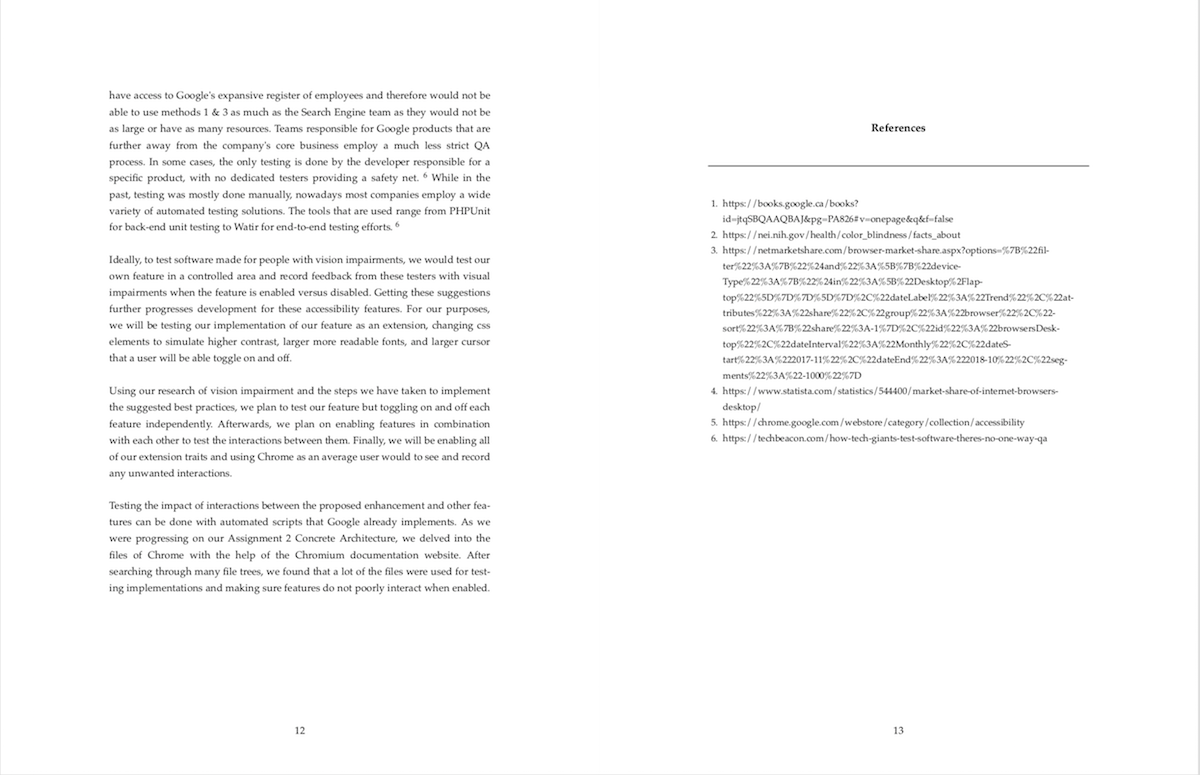 have access to Google's expansive register of employees and therefore would not be
able to use methods 1 & 3 as much as the Search Engine team as they would not be
as large or have as many resources. Teams responsible for Google products that are
further away from the company's core business employ a much less strict QA
process. In some cases, the only testing is done by the developer responsible for a
specific product, with no dedicated testers providing a safety net. 6 While in the
past, testing was mostly done manually, nowadays most companies employ a wide
variety of automated testing solutions. The tools that are used range from PHPUnit
for back-end unit testing to Watir for end-to-end testing efforts. 6
Ideally, to test software made for people with vision impairments, we would test our
own feature in a controlled area and record feedback from these testers with visual
impairments when the feature is enabled versus disabled. Getting these suggestions
further progresses development for these accessibility features. For our purposes,
we will be testing our implementation of our feature as an extension, changing css
elements to simulate higher contrast, larger more readable fonts, and larger cursor
that a user will be able toggle on and off.
Using our research of vision impairment and the steps we have taken to implement
the suggested best practices, we plan to test our feature but toggling on and off each
feature independently. Afterwards, we plan on enabling features in combination
with each other to test the interactions between them. Finally, we will be enabling all
of our extension traits and using Chrome as an average user would to see and record
any unwanted interactions.
Testing the impact of interactions between the proposed enhancement and other fea-
tures can be done with automated scripts that Google already implements. As we
were progressing on our Assignment 2 Concrete Architecture, we delved into the
files of Chrome with the help of the Chromium documentation website. After
searching through many file trees, we found that a lot of the files were used for test-
ing implementations and making sure features do not poorly interact when enabled.
12
References
1. https://books.google.ca/books?
id=jtqSBQAAQBAJ&pg=PA826#v=onepage&q&f=false
2. https://nei.nih.gov/health/color_blindness/facts_about
3. https://netmarketshare.com/browser-market-share.aspx?options=%7B%22fil-
ter%22%3A%7B%22%24and%22%3A%5B%7B%22device-
Type%22%3A%7B%22%24in%22%3A%5B%22Desktop%2Flap-
top%22%5D%7D%7D%5D%7D%2C%22dateLabel%22%3A%22Trend%22%2C%22at-
tributes%22%3A%22share%22%2C%22group%22%3A%22browser%22%2C%22-
sort%22%3A%7B%22share%22%3A-1%7D%2C%22id%22%3A%22browsersDesk-
top%22%2C%22dateInterval%22%3A%22Monthly%22%2C%22dateS-
tart%22%3A%222017-11%22%2C%22dateEnd%22%3A%222018-10%22%2C%22seg-
ments%22%3A%22-1000%22%7D
4. https://www.statista.com/statistics/544400/market-share-of-internet-browsers-
desktop/
5. https://chrome.google.com/webstore/category/collection/accessibility
6. https://techbeacon.com/how-tech-giants-test-software-theres-no-one-way-qa
13